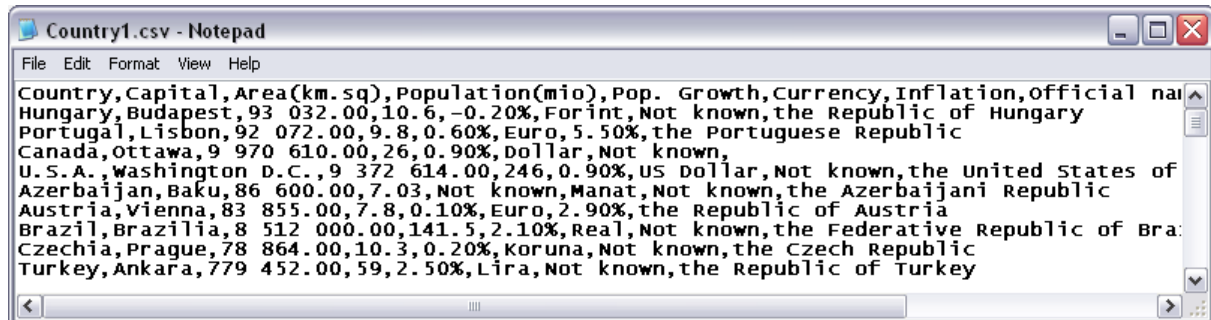 Country1.csv - Notepad
File Edit Format View Help
Country,Capital,Area(km.sq),Population(mio),Pop. Growth,Currency,Inflation,Official
Hungary,Budapest,93 032.00,10.6,-0.20%,Forint,Not known,the Republic of Hungary
Portugal,Lisbon,92 072.00,9.8,0.60%,Euro,5.50%,the Portuguese Republic
Canada,Ottawa,9 970 610.00,26,0.90%,Dollar,Not known,
U.S.A.,Washington D.C.,9 372 614.00,246,0.90%,US Dollar,Not known,the United States of
Azerbaijan,Baku,86 600.00,7.03,Not known,Manat,Not known,the Azerbaijani Republic
Austria,Vienna,83 855.00,7.8,0.10%,Euro,2.90%,the Republic of Austria
Brazil,Brazilia,8 512 000.00,141.5,2.10%,Real,Not known,the Federative Republic of
Czechia,Prague,78 864.00,10.3,0.20%,Koruna,Not known,the Czech Republic
Turkey,Ankara,779 452.00,59,2.50%,Lira,Not known,the Republic of Turkey